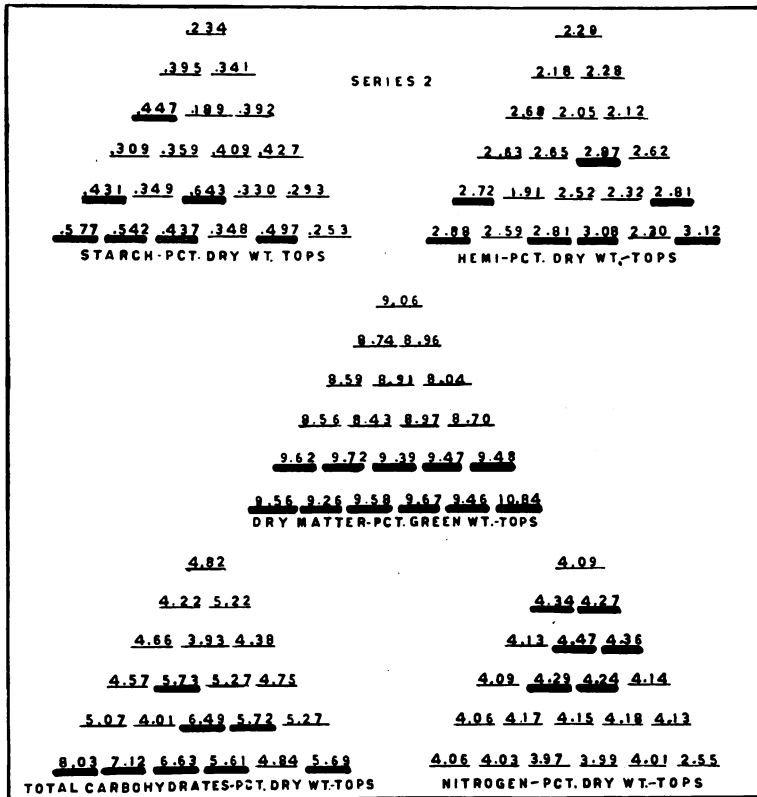 .234
.395 .341
.447 .189 .392
.309 .359 .409 .427
.431 .349 .643 .330 .293
.577 .542 .437 .348 .497 .253
STARCH-PCT. DRY WT. TOPS
SERIES 2
2.28
2.18 2.28
2.68 2.05 2.12
2.63 2.65 2.87 2.62
2.72 1.91 2.52 2.32 2.81
2.88 2.59 2.81 3.08 2.30 3.12
HEMI-PCT. DRY WT.-TOPS
9.06
8.74 8.96
8.59 8.91 8.04
8.56 8.43 8.97 8.70
9.62 9.72 9.39 9.47 9.48
9.56 9.26 9.58 9.67 9.46 10.84
DRY MATTER-PCT. GREEN WT.-TOPS
4.82
4.22 5.22
4.66 3.93 4.38
4.57 5.73 5.27 4.75
5.07 4.01 6.49 5.72 5.27
8.03 7.12 6.63 5.61 4.84 5.69
TOTAL CARBOHYDRATES-PCT. DRY WT.-TOPS
4.09
4.34 4.27
4.13 4.47 4.36
4.09 4.29 4.24 4.14
4.06 4.17 4.15 4.18 4.13
4.06 4.03 3.97 3.99 4.01 2.55
NITROGEN-PCT. DRY WT.-TOPS